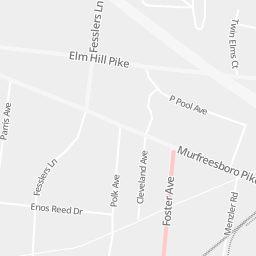 Fesslers Ln
Twin Elms Ct
Elm Hill Pike
P Pool Ave
Parris Ave
Murfreesboro Pike
Fesslers Ln
Polk Ave
Cleveland Ave
Foster Ave
Menzler Rd
Enos Reed Dr